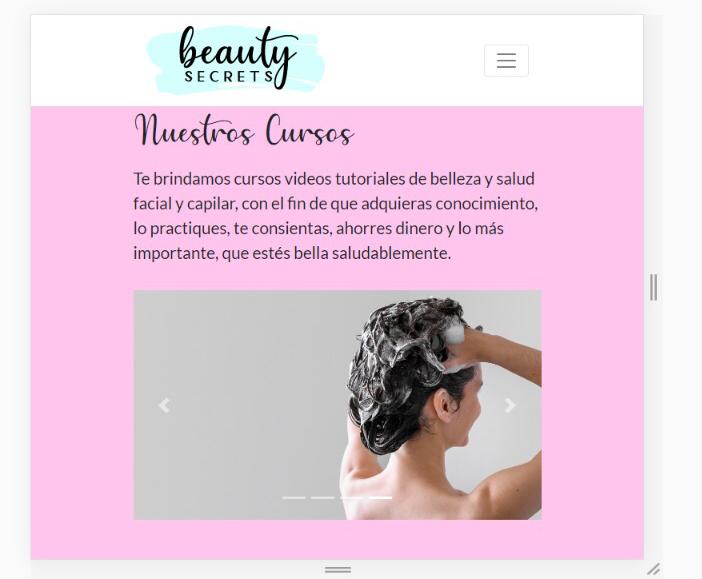 beauty
SECRETS
Nuestros Cursos
Te brindamos cursos videos tutoriales de belleza y salud
facial y capilar, con el fin de que adquieras conocimiento,
lo practiques, te consientas, ahorres dinero y lo más
importante, que estés bella saludablemente.